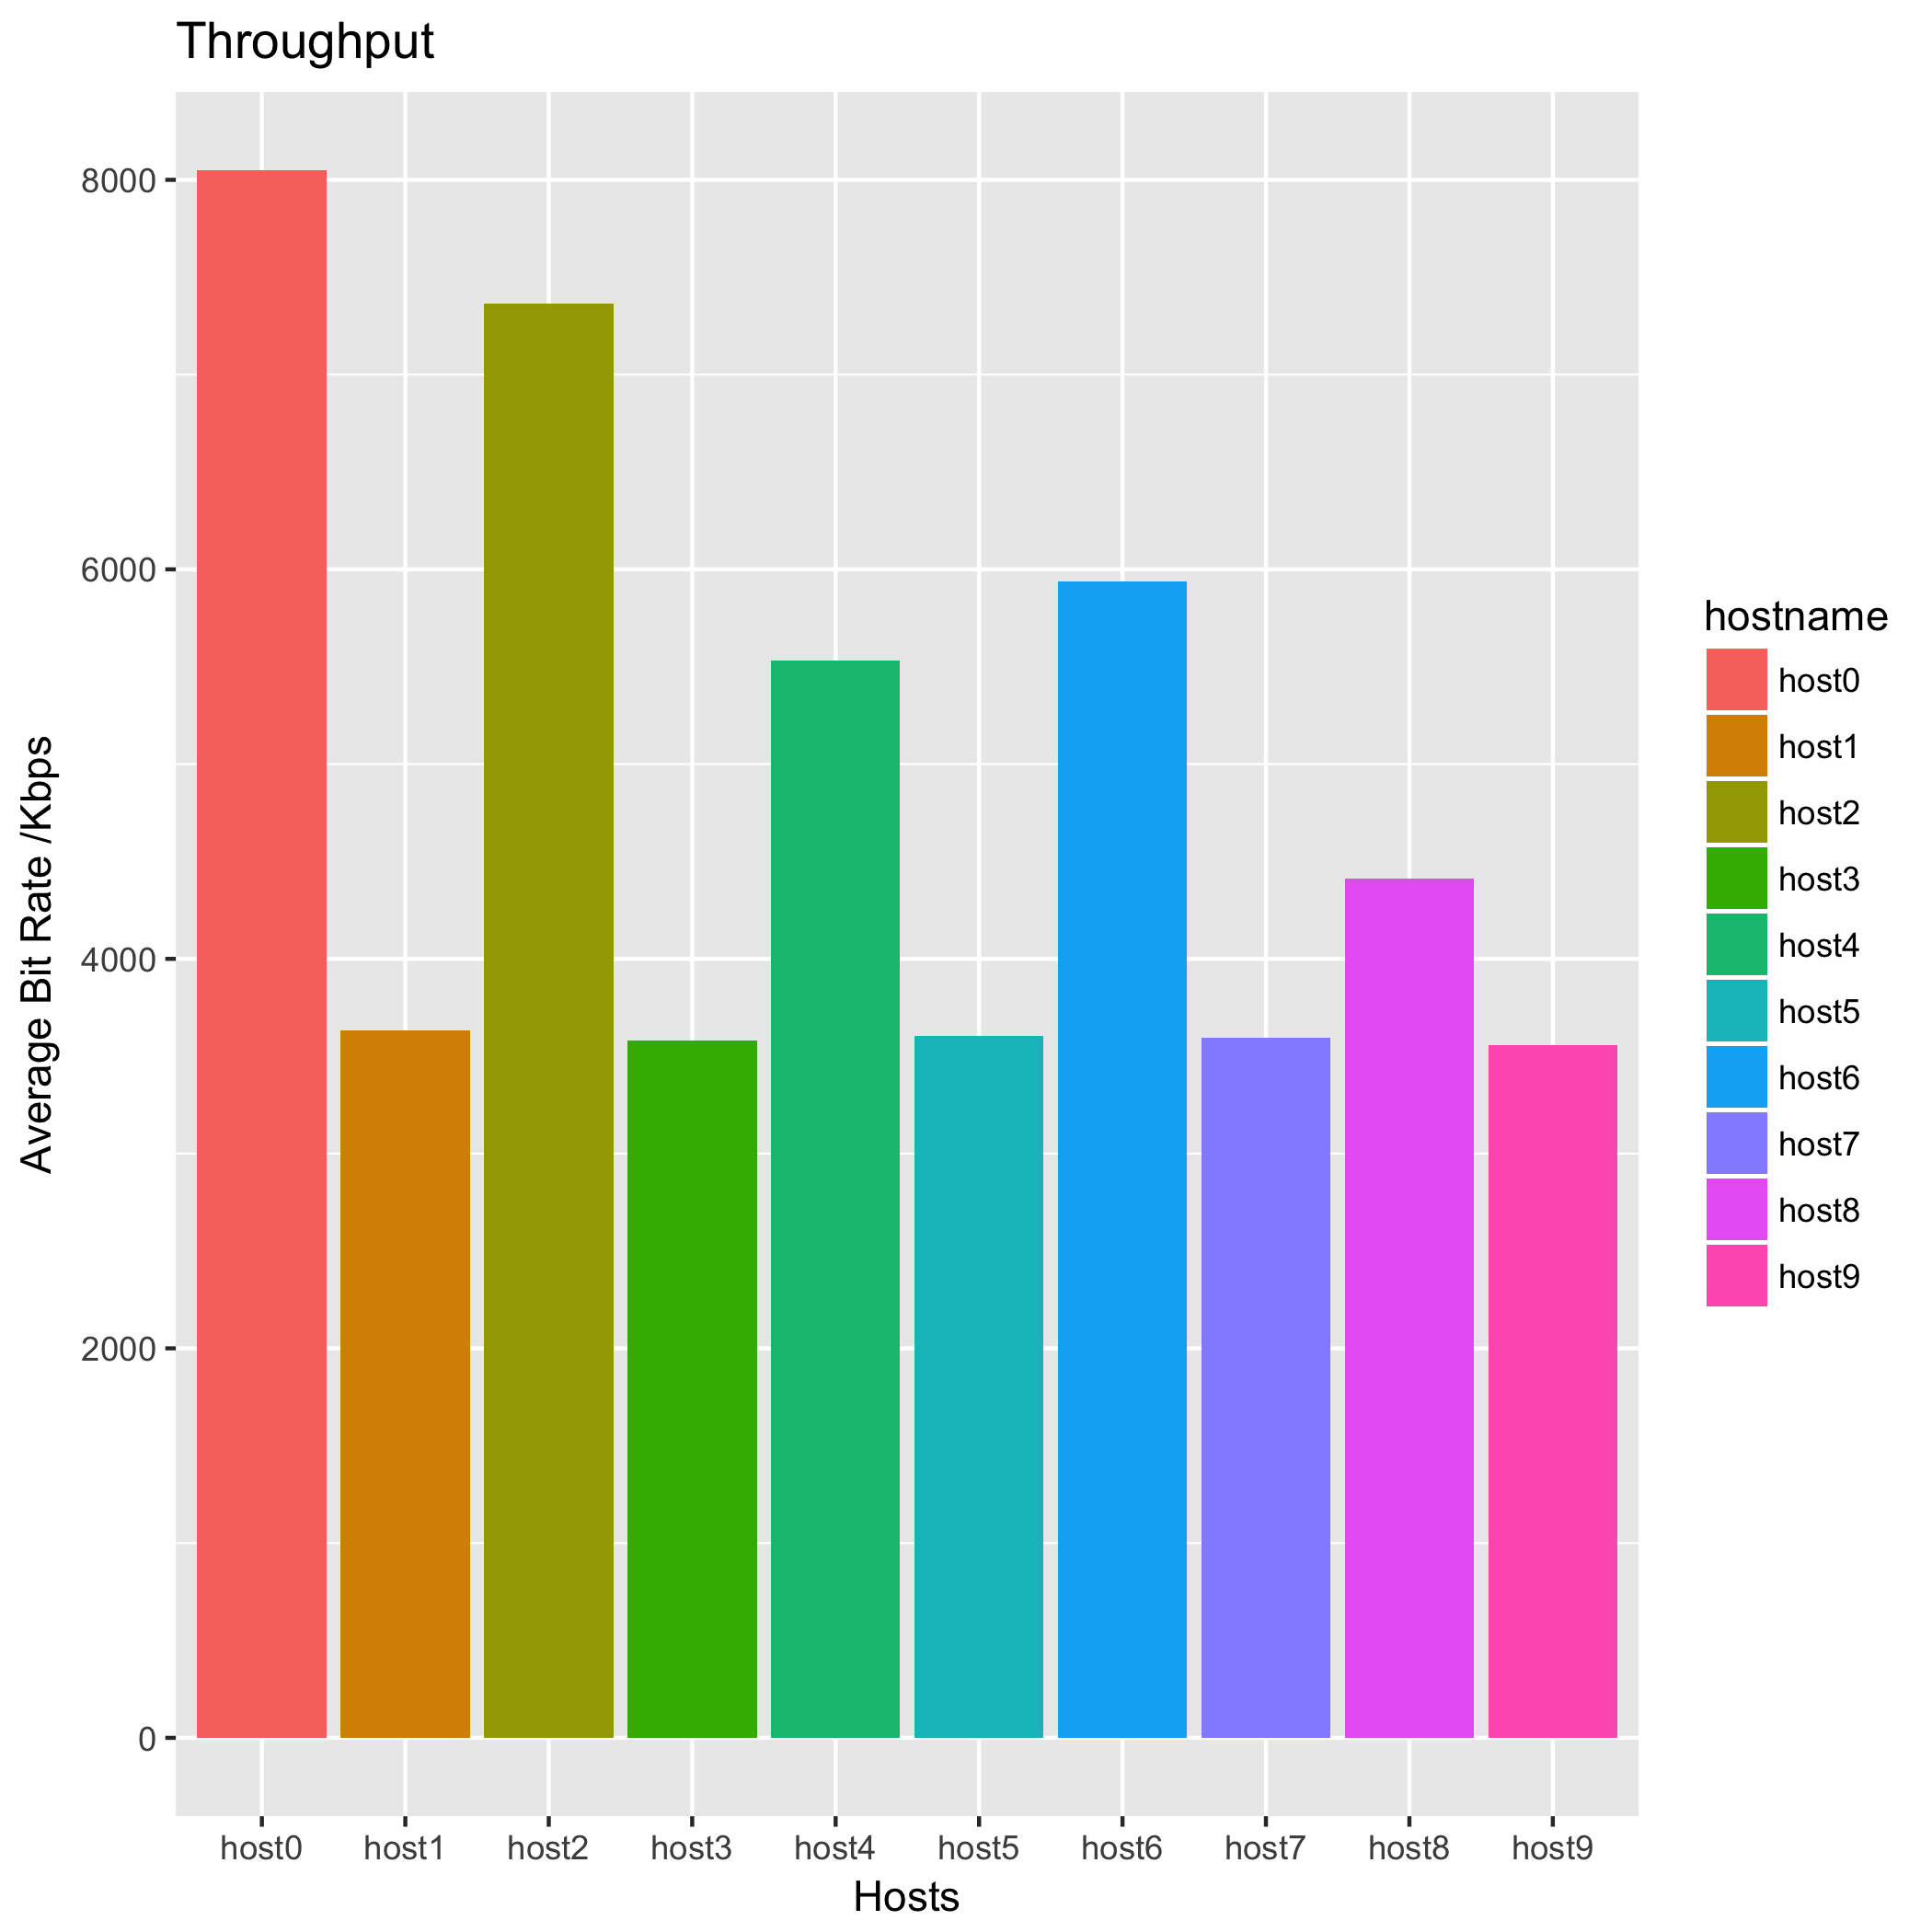 Throughput
8000
6000
4000
2000
0
Average Bit Rate /Kbps
host0 host1 host2 host3 host4 host5 host6 host7 host8 host9
Hosts
hostname
host0
host1
host2
host3
host4
host5
host6
host7
host8
host9